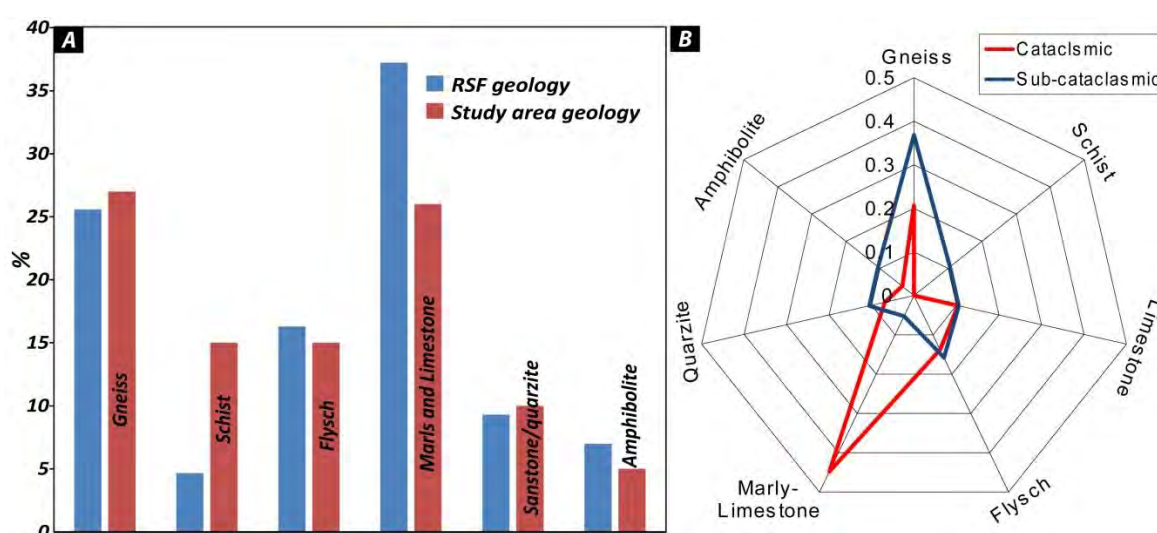 A
40
35
30
25
20
15
10
5
0
%
RSF geology
Study area geology
Gneiss
Schist
Flysch
Marls and Limestone
Sanstone/quarzite
Amphibolite
B
Cataclsmic
Sub-cataclasmic
Gneiss
Schist
Limestone
Flysch
Marly-
Limestone
Quarzite
Amphibolite
0.5
0.4
0.3
0.2
0.1
0